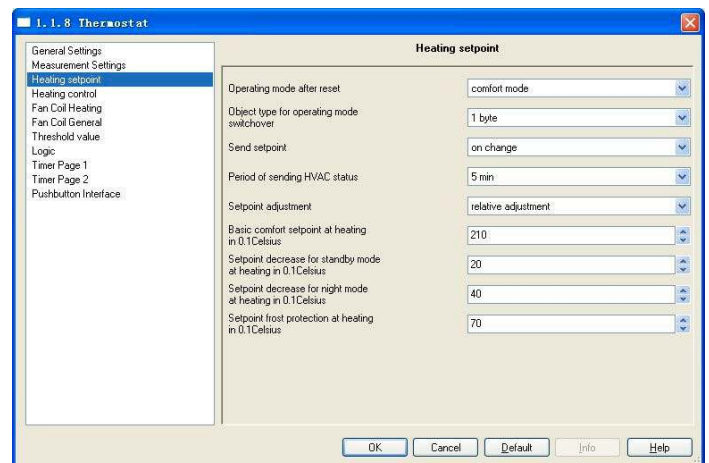 1.1.8 Thermostat
General Settings
Measurement Settings
Heating setpoint
Heating control
Fan Coil Heating
Fan Coil General
Threshold value
Logic
Timer Page 1
Timer Page 2
Pushbutton Interface
Heating setpoint
Operating mode after reset
comfort mode
Object type for operating mode
switchover
1 byte
Send setpoint
on change
Period of sending HVAC status
5 min
Setpoint adjustment
relative adjustment
Basic comfort setpoint at heating
in 0.1Celsius
210
Setpoint decrease for standby mode
at heating in 0.1Celsius
20
Setpoint decrease for night mode
at heating in 0.1Celsius
40
Setpoint frost protection at heating
in 0.1Celsius
70
OK
Cancel
Default
Info
Help